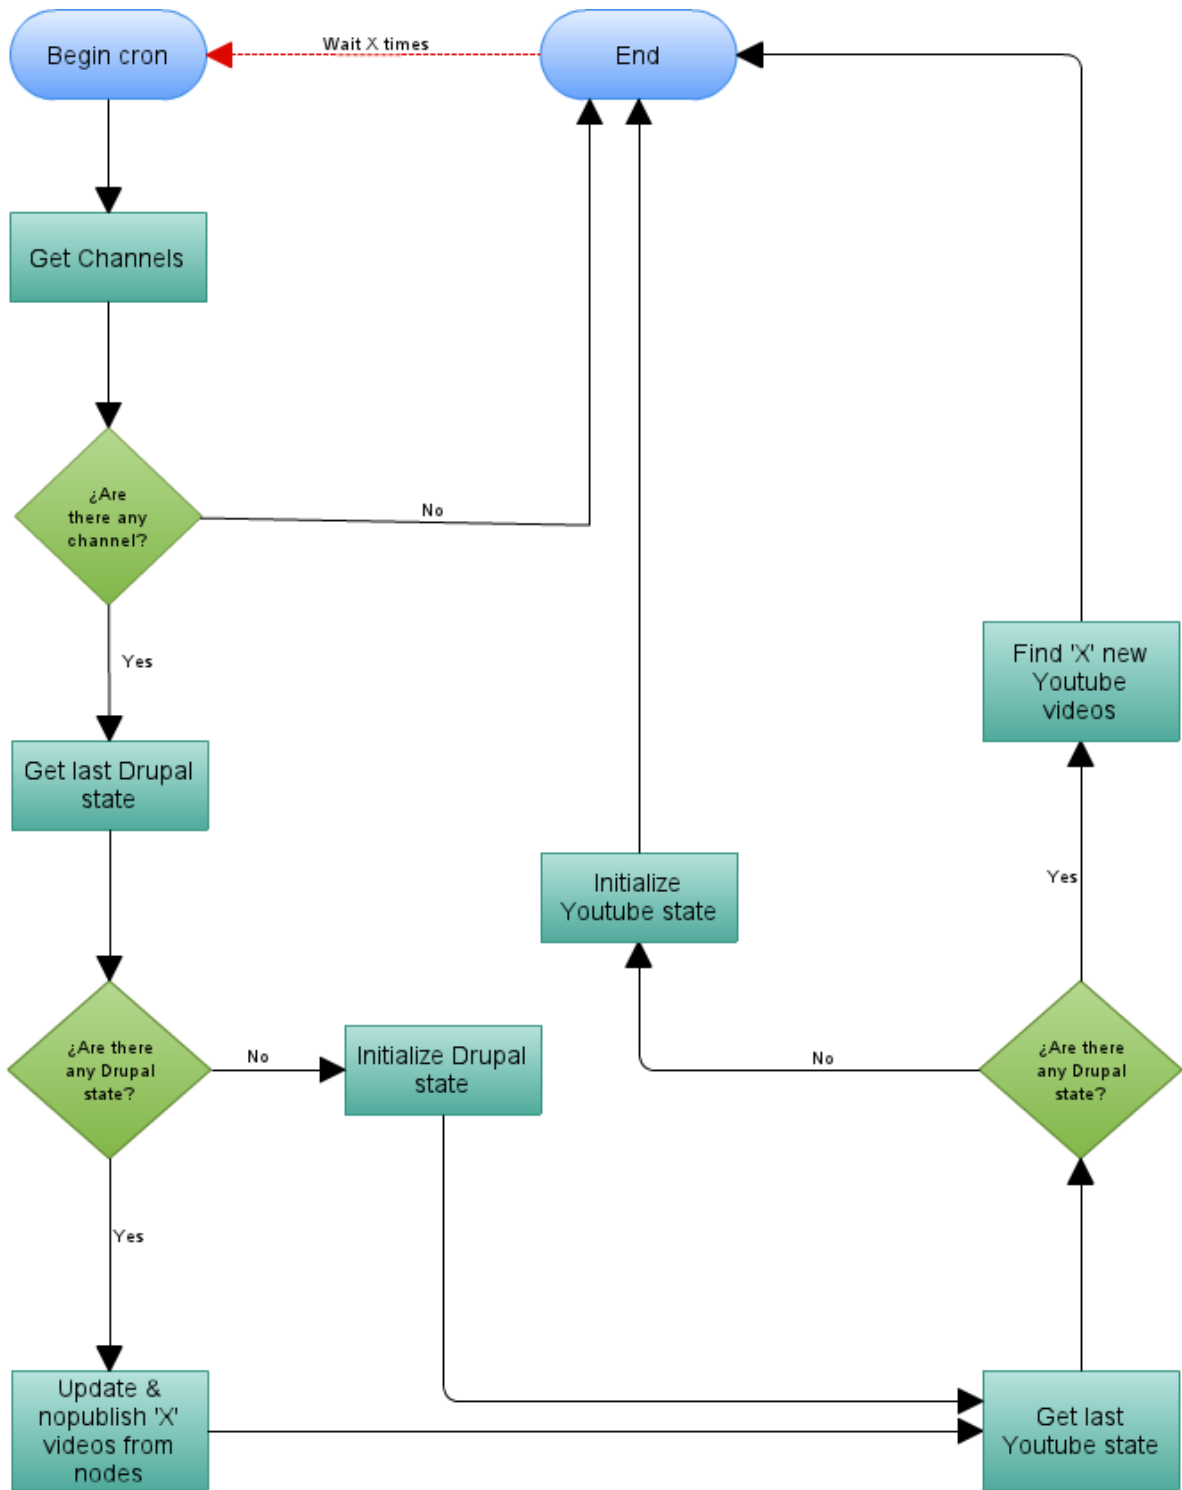 Begin cron
Wait X times
End
Get Channels
¿Are
there any
channel?
No
Yes
Get last Drupal
state
¿Are there
any Drupal
state?
No
Initialize Drupal
state
Yes
Update &
nopublish 'X'
videos from
nodes
Get last
Youtube state
¿Are there
any Drupal
state?
No
Initialize
Youtube state
Yes
Find 'X' new
Youtube
videos